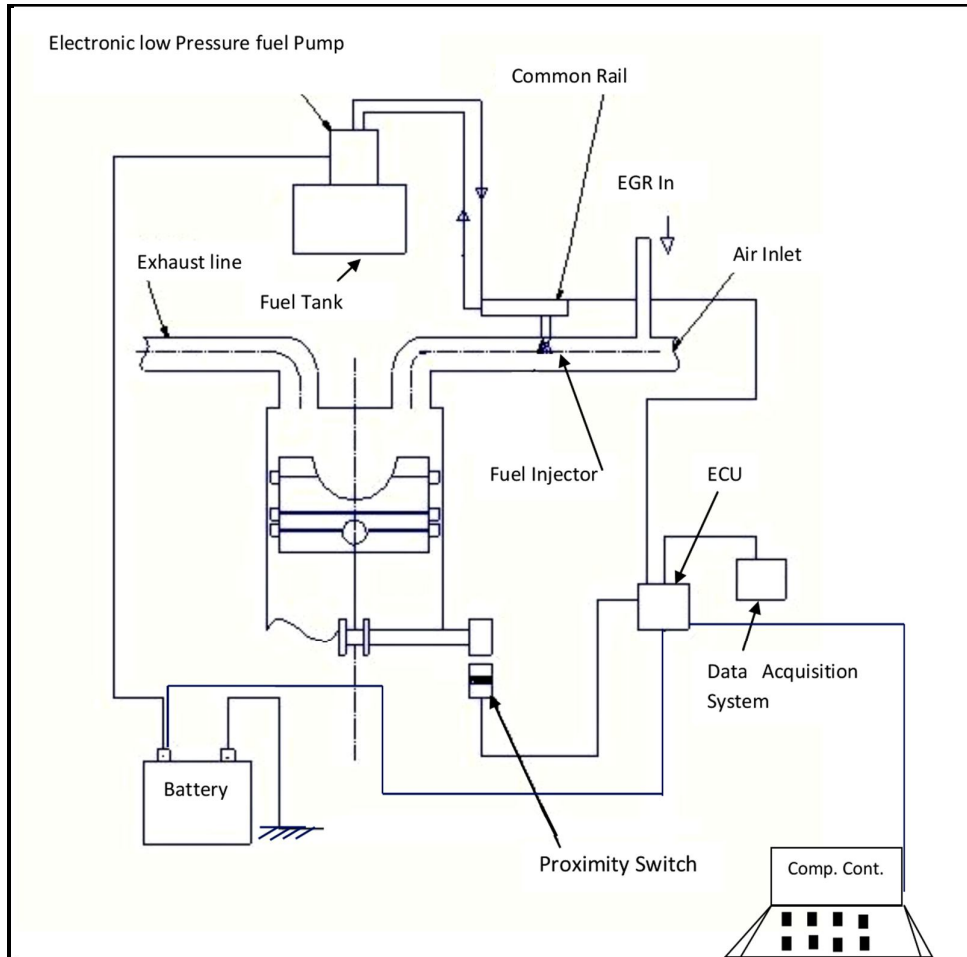 Electronic low Pressure fuel Pump
Common Rail
EGR In
Air Inlet
Exhaust line
Fuel Tank
Fuel Injector
ECU
Data Acquisition
System
Battery
Proximity Switch
Comp. Cont.